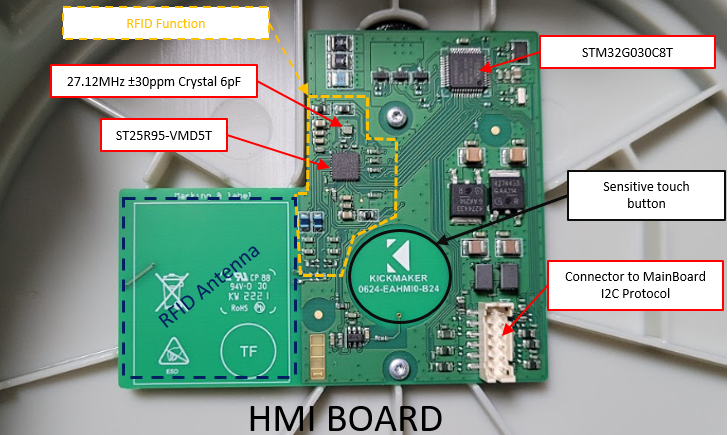 RFID Function
27.12MHz ±30ppm Crystal 6pF
ST25R95-VMD5T
STM32G030C8T
Sensitive touch
button
Connector to MainBoard
I2C Protocol
Marking & label
RFID Antenna
CP 88
94V-0 30
KW 2221
RoHS
TF
ESD
KICKMAKER
0624-EAHMI0-B24
4274V33
HMI BOARD